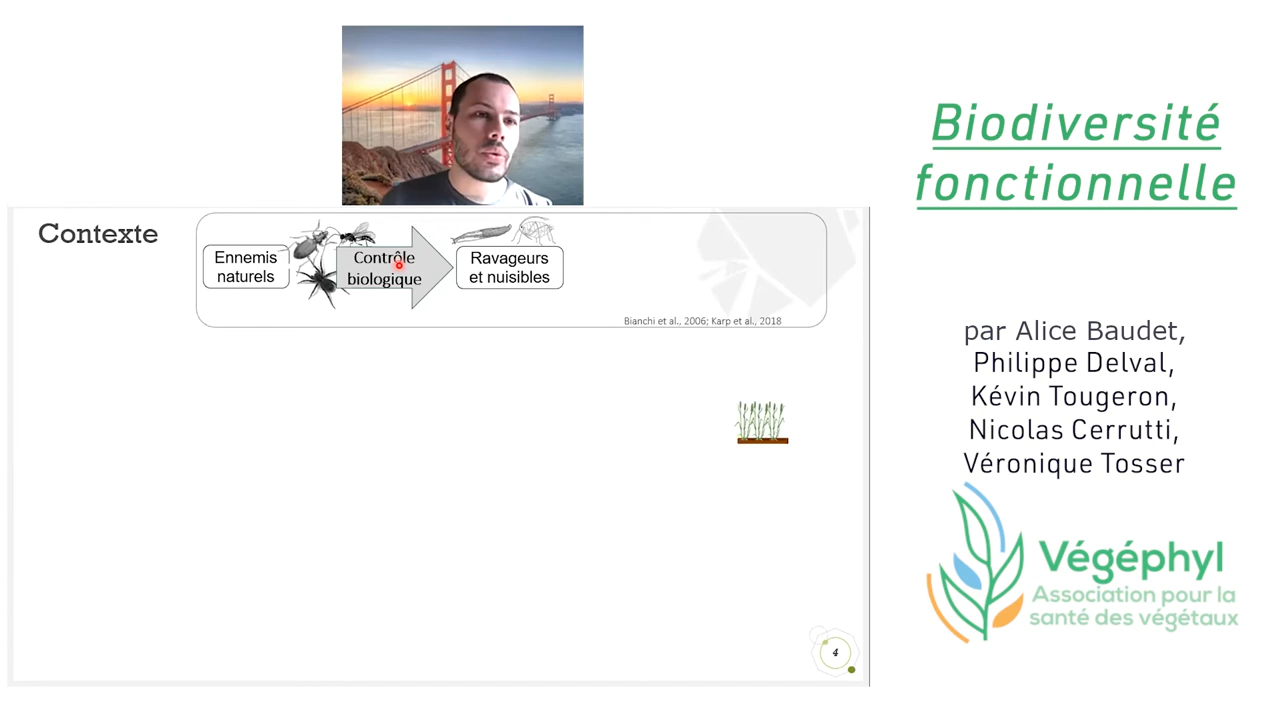 Biodiversité
fonctionnelle
Contexte
Ennemis
naturels
Contrôle
biologique
Ravageurs
et nuisibles
Bianchi et al., 2006; Karp et al., 2018
par Alice Baudet,
Philippe Delval,
Kévin Tougeron,
Nicolas Cerrutti,
Véronique Tosser
Végéphyl
Association pour la
santé des végétaux
4